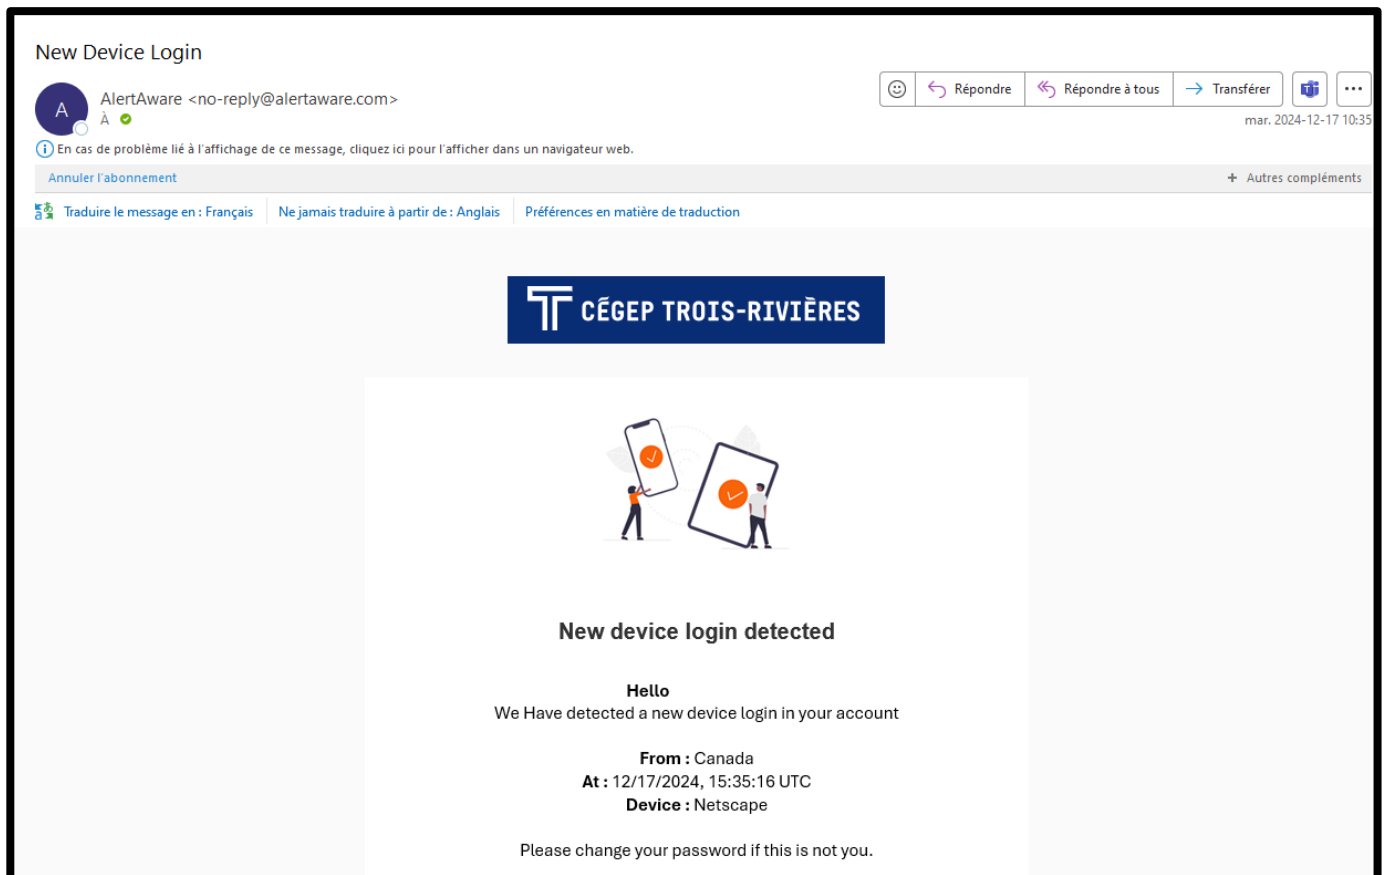 New Device Login
A
AlertAware <no-reply@alertaware.com>
À
Répondre
Répondre à tous
Transférer
mar. 2024-12-17 10:35
En cas de problème lié à l'affichage de ce message, cliquez ici pour l'afficher dans un navigateur web.
Annuler l'abonnement
+ Autres compléments
Traduire le message en : Français
Ne jamais traduire à partir de : Anglais
Préférences en matière de traduction
CÉGEP TROIS-RIVIÈRES
New device login detected
Hello
We Have detected a new device login in your account
From : Canada
At : 12/17/2024, 15:35:16 UTC
Device : Netscape
Please change your password if this is not you.